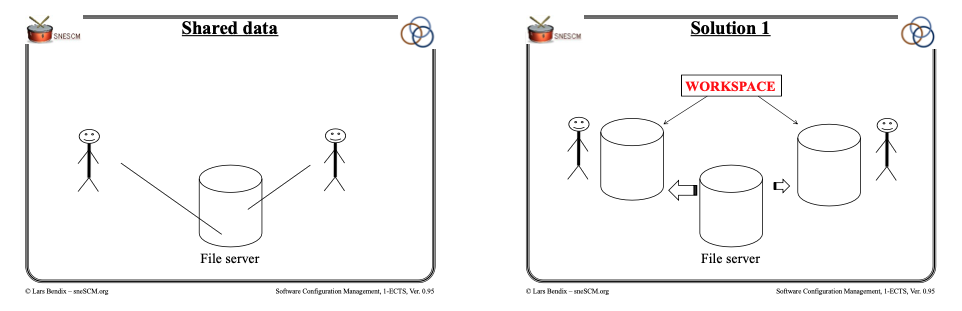 Shared data
SNESCM
File server
© Lars Bendix – sneSCM.org
Software Configuration Management, 1-ECTS, Ver. 0.95
Solution 1
SNESCM
WORKSPACE
File server
© Lars Bendix – sneSCM.org
Software Configuration Management, 1-ECTS, Ver. 0.95